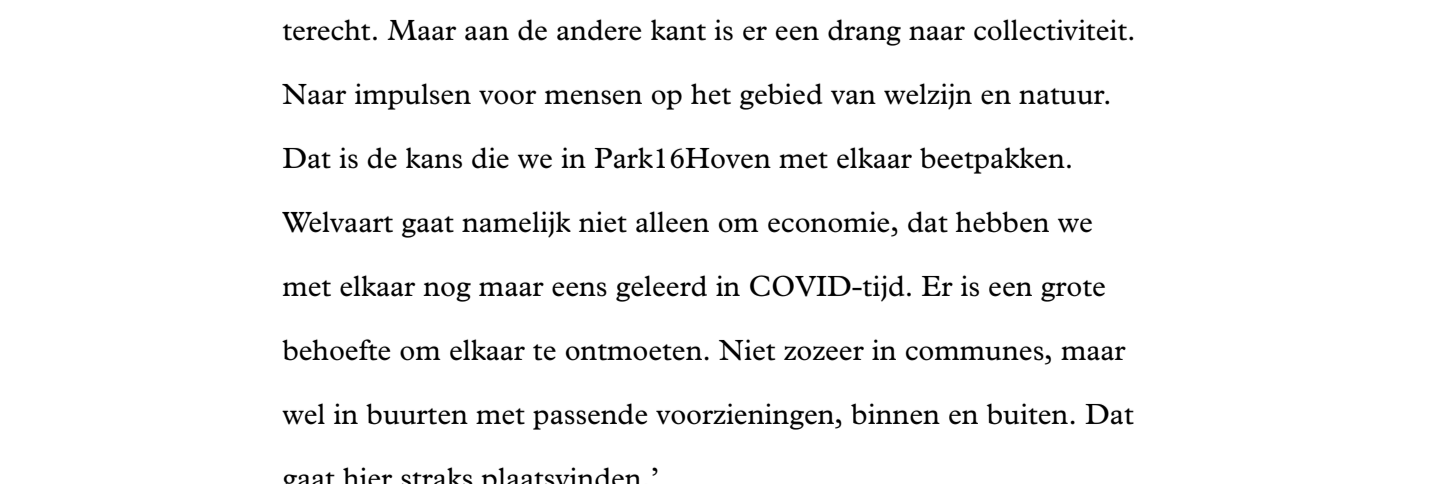 terecht. Maar aan de andere kant is er een drang naar collectiviteit.
Naar impulsen voor mensen op het gebied van welzijn en natuur.
Dat is de kans die we in Park16Hoven met elkaar beetpakken.
Welvaart gaat namelijk niet alleen om economie, dat hebben we
met elkaar nog maar eens geleerd in COVID-tijd. Er is een grote
behoefte om elkaar te ontmoeten. Niet zozeer in communes, maar
wel in buurten met passende voorzieningen, binnen en buiten. Dat
gaat hier straks plaatsvinden.’